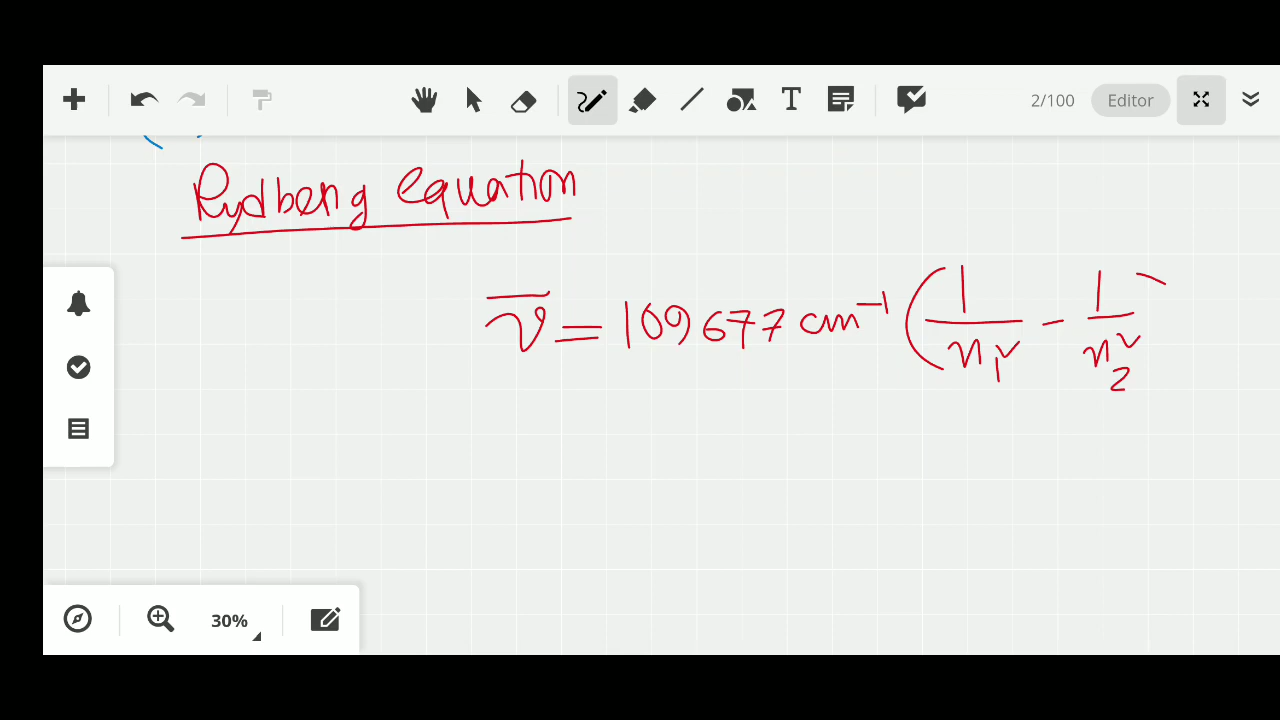 2/100 Editor
Rydberg equation
ν̅ = 109677 cm⁻¹ (1/n₁² - 1/n₂²
30%